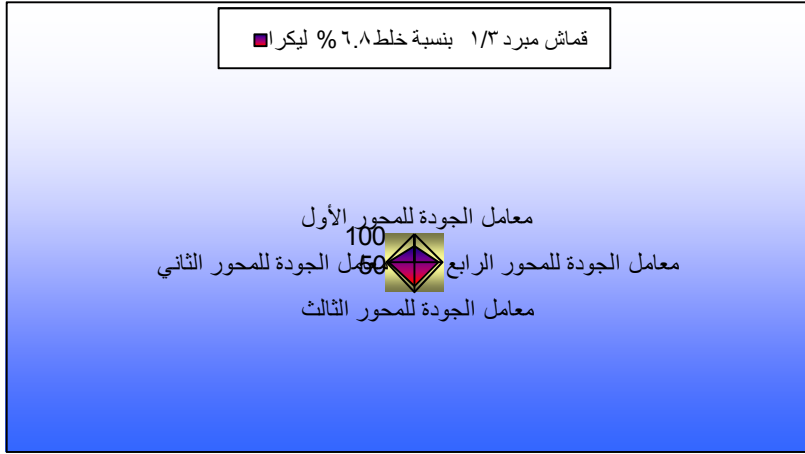 قماش مبرد ١/٣ بنسبة خلط ٦.٨ % ليكرا
معامل الجودة للمحور الأول
100
معامل الجودة للمحور الرابع
50
معامل الجودة للمحور الثاني
معامل الجودة للمحور الثالث